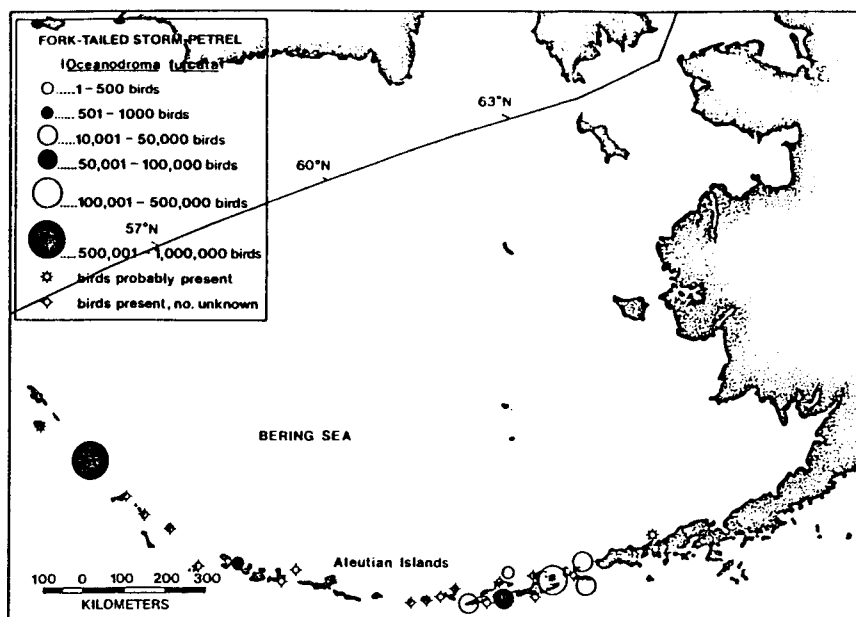 FORK-TAILED STORM-PETREL
(Oceanodroma furcata)
1-500 birds
501-1000 birds
10,001-50,000 birds
50,001-100,000 birds
100,001-500,000 birds
500,001-1,000,000 birds
birds probably present
birds present, no. unknown
57°N
60°N
63°N
BERING SEA
Aleutian Islands
100 0 100 200 300
KILOMETERS